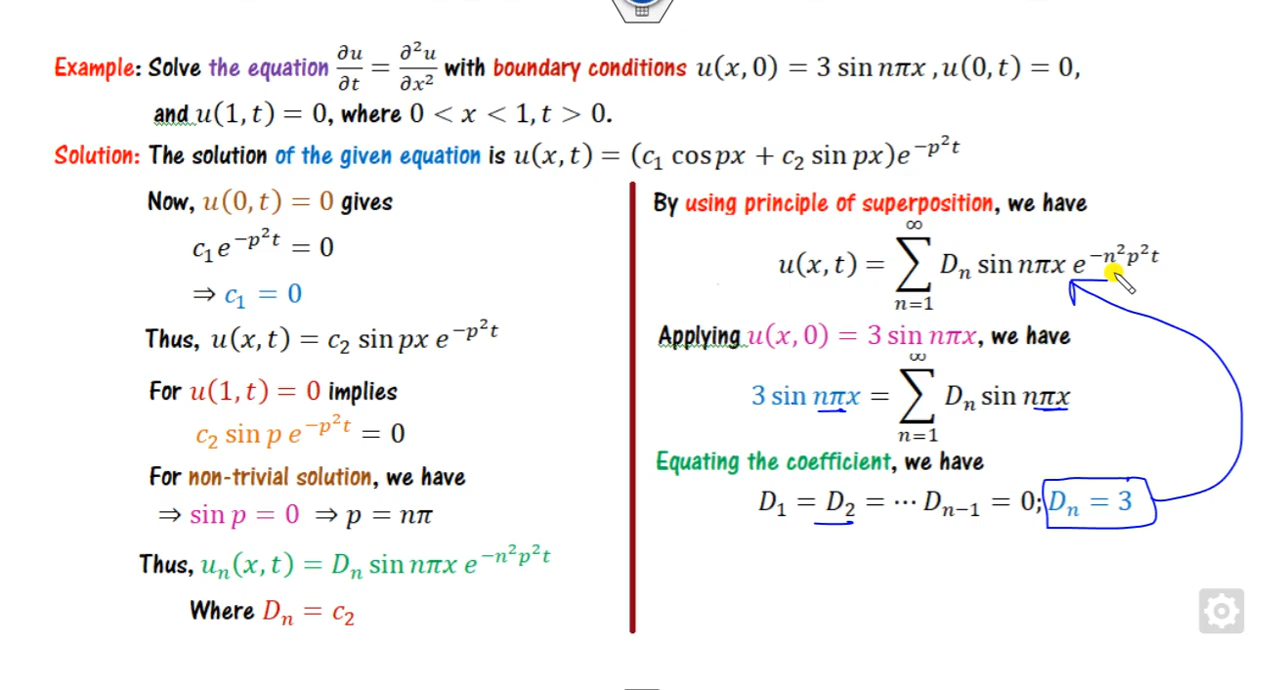 Example: Solve the equation ∂u/∂t = ∂²u/∂x² with boundary conditions u(x, 0) = 3 sin nπx , u(0, t) = 0,
and u(1, t) = 0, where 0 < x < 1, t > 0.
Solution: The solution of the given equation is u(x, t) = (c₁ cos px + c₂ sin px)e^(−p²t)
Now, u(0, t) = 0 gives
c₁e^(−p²t) = 0
⇒ c₁ = 0
Thus, u(x, t) = c₂ sin px e^(−p²t)
For u(1, t) = 0 implies
c₂ sin p e^(−p²t) = 0
For non-trivial solution, we have
⇒ sin p = 0 ⇒ p = nπ
Thus, uₙ(x, t) = Dₙ sin nπx e^(−n²p²t)
Where Dₙ = c₂
By using principle of superposition, we have
u(x, t) = ∑_(n=1)^∞ Dₙ sin nπx e^(−n²p²t)
Applying u(x, 0) = 3 sin nπx, we have
3 sin nπx = ∑_(n=1)^∞ Dₙ sin nπx
Equating the coefficient, we have
D₁ = D₂ = ⋯ Dₙ₋₁ = 0; Dₙ = 3